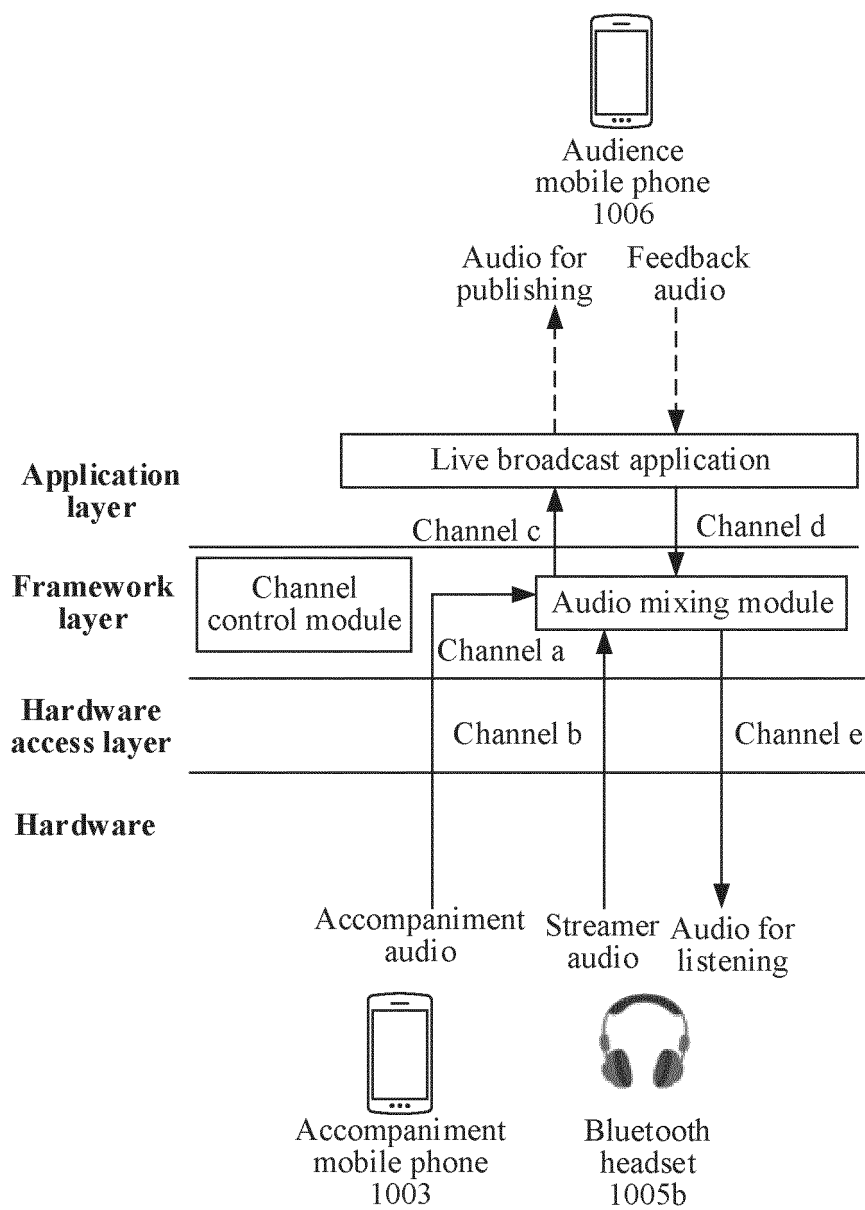 Audience
mobile phone
1006
Audio for
publishing
Feedback
audio
Live broadcast application
Application
layer
Channel c
Channel d
Framework
layer
Channel
control module
Audio mixing module
Channel a
Hardware
access layer
Channel b
Channel e
Hardware
Accompaniment
audio
Streamer
audio
Audio for
listening
Accompaniment
mobile phone
1003
Bluetooth
headset
1005b